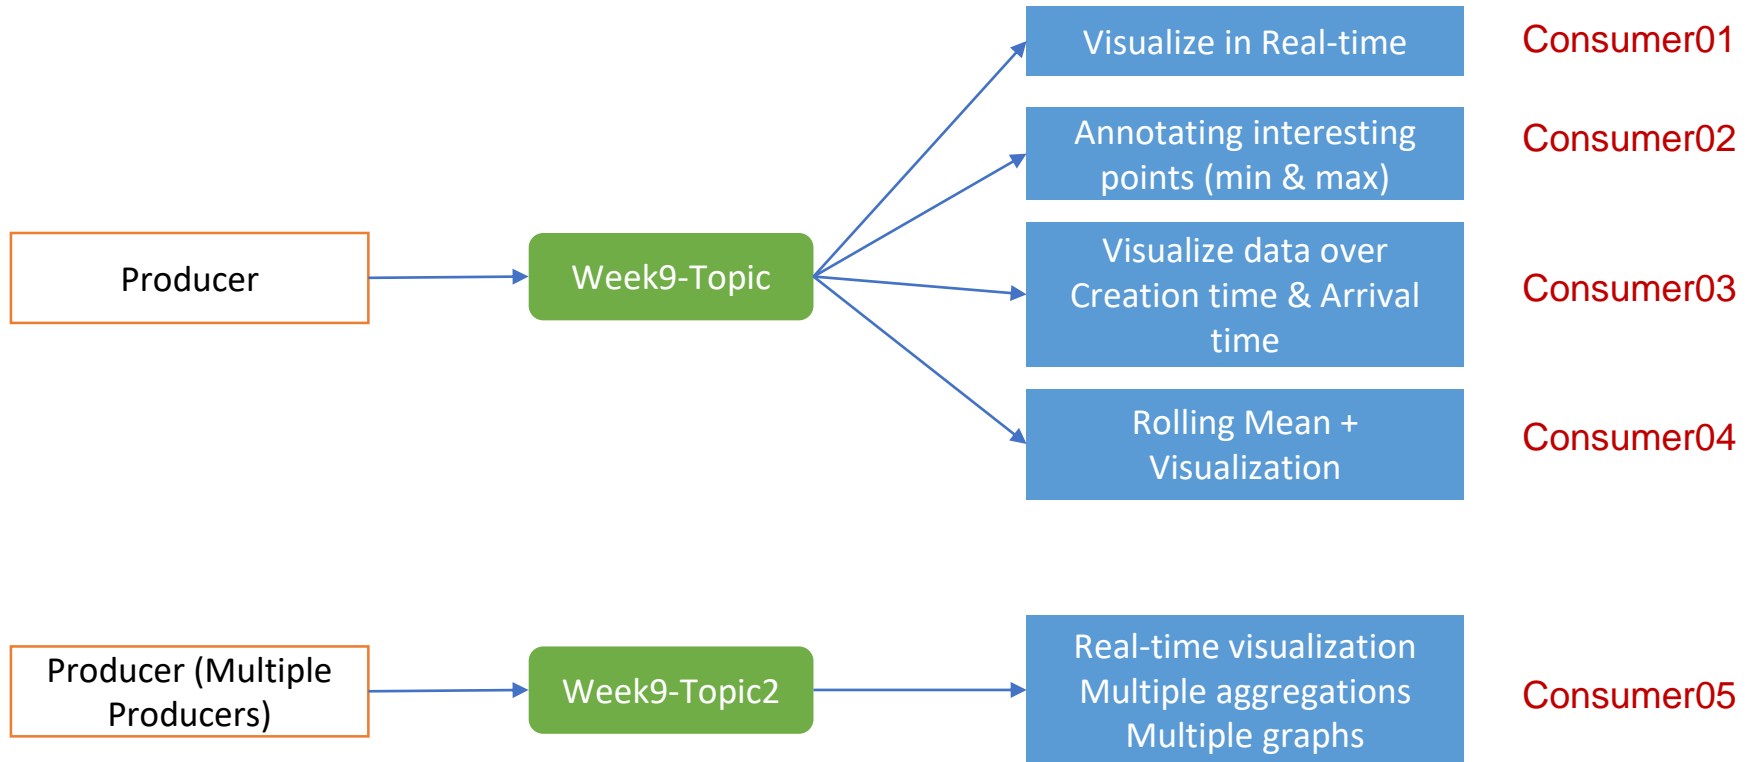 Visualize in Real-time
Consumer01
Annotating interesting
points (min & max)
Consumer02
Producer
Week9-Topic
Visualize data over
Creation time & Arrival
time
Consumer03
Rolling Mean +
Visualization
Consumer04
Producer (Multiple
Producers)
Week9-Topic2
Real-time visualization
Multiple aggregations
Multiple graphs
Consumer05